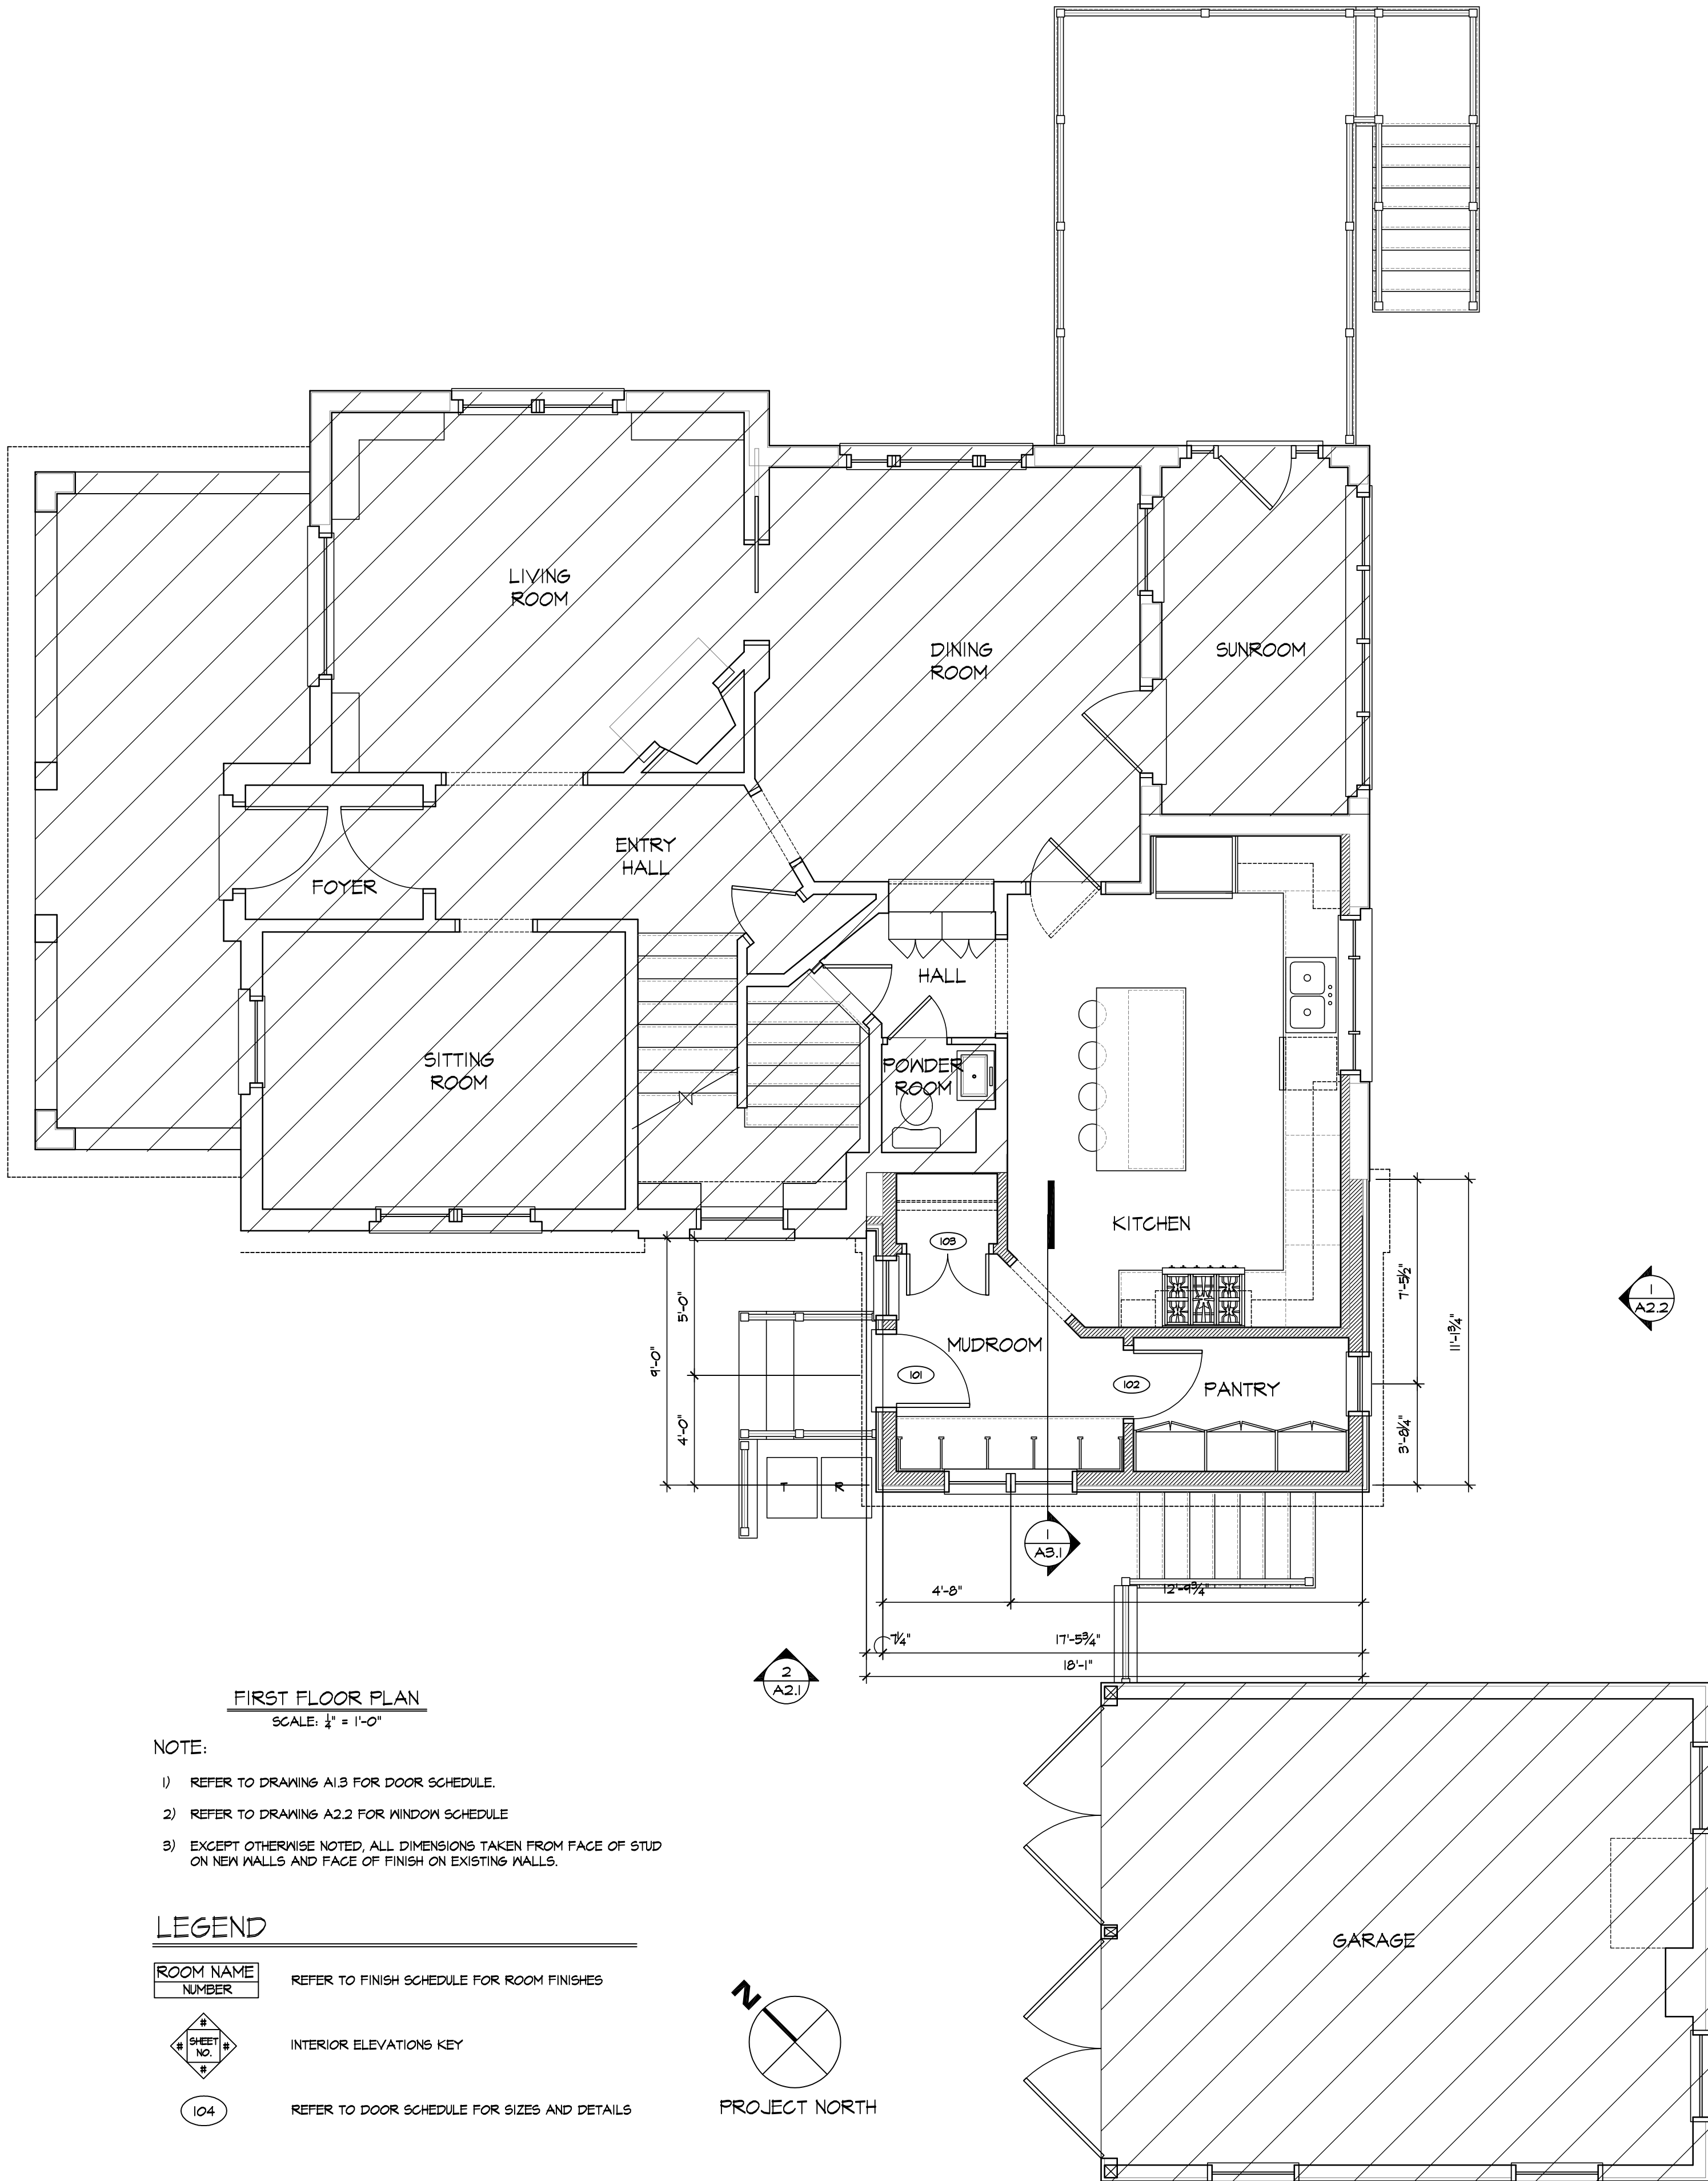 LIVING
ROOM
DINING
ROOM
SUNROOM
ENTRY
HALL
FOYER
HALL
SITTING
ROOM
POWDER
ROOM
KITCHEN
103
MUDROOM
101
102
PANTRY
5'-0"
9'-0"
4'-0"
7'-5½"
11'-1¾"
3'-8¼"
1
A2.2
T
R
1
A3.1
4'-8"
12'-9¾"
7¼"
17'-5¾"
18'-1"
2
A2.1
FIRST FLOOR PLAN
SCALE: ¼" = 1'-0"
NOTE:
1) REFER TO DRAWING A1.3 FOR DOOR SCHEDULE.
2) REFER TO DRAWING A2.2 FOR WINDOW SCHEDULE
3) EXCEPT OTHERWISE NOTED, ALL DIMENSIONS TAKEN FROM FACE OF STUD
ON NEW WALLS AND FACE OF FINISH ON EXISTING WALLS.
LEGEND
ROOM NAME
NUMBER
REFER TO FINISH SCHEDULE FOR ROOM FINISHES
#
# SHEET #
NO.
#
INTERIOR ELEVATIONS KEY
104
REFER TO DOOR SCHEDULE FOR SIZES AND DETAILS
N
PROJECT NORTH
GARAGE